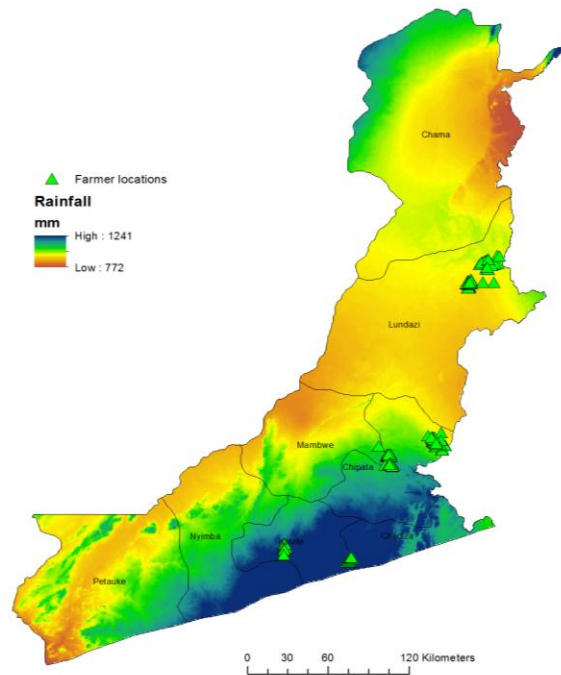 Chama
Farmer locations
Rainfall
mm
High : 1241
Low : 772
Lundazi
Mambwe
Chipata
Nyimba
Chadiza
Petauke
0 30 60 120 Kilometers